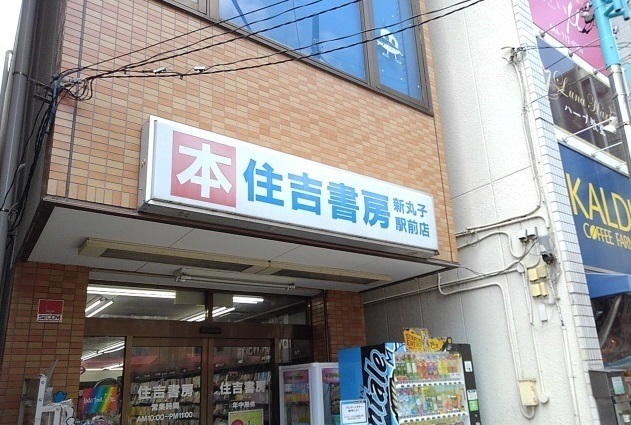 本 住吉書房 新丸子
駅前店
KALDI
COFFEE FARM
SECOM
住吉書房
営業時間
AM10:00~PM11:00
住吉書房
年中無休